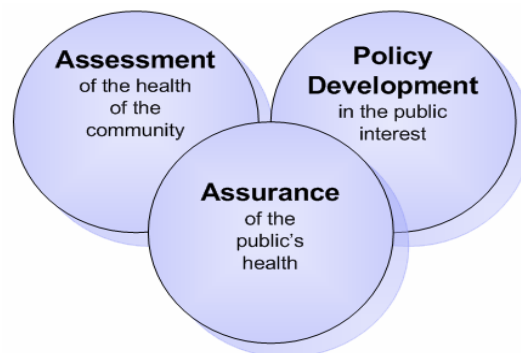 Assessment
of the health
of the
community
Policy
Development
in the public
interest
Assurance
of the
public's
health